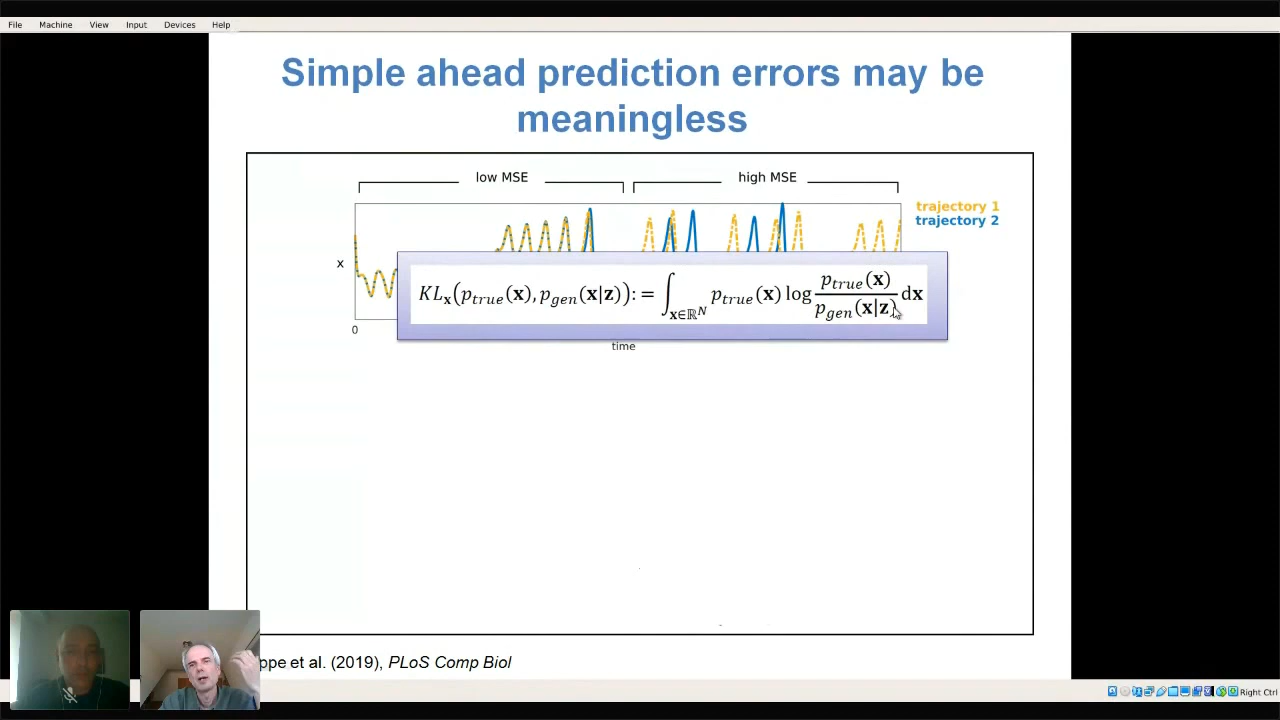 File Machine View Input Devices Help
Simple ahead prediction errors may be
meaningless
low MSE high MSE
trajectory 1
trajectory 2
x
KLₓ(p_true(𝐱), p_gen(𝐱|𝐳)) := ∫_{𝐱∈ℝᴺ} p_true(𝐱) log p_true(𝐱)/p_gen(𝐱|𝐳) d𝐱
0
time
ppe et al. (2019), PLoS Comp Biol
Right Ctrl